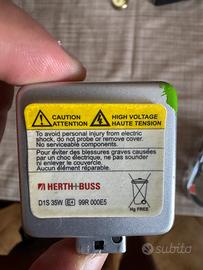 CAUTION
ATTENTION
HIGH VOLTAGE
HAUTE TENSION
To avoid personal injury from electric
shock, do not probe or remove cover.
No serviceable components.
Pour éviter des blessures graves causées
par un choc électrique, ne pas sonder
ni enlever le couvercle.
Aucun élément réparable.
HERTH+BUSS
D1S 35W E4 99R 000E5
Hg FREE
subito